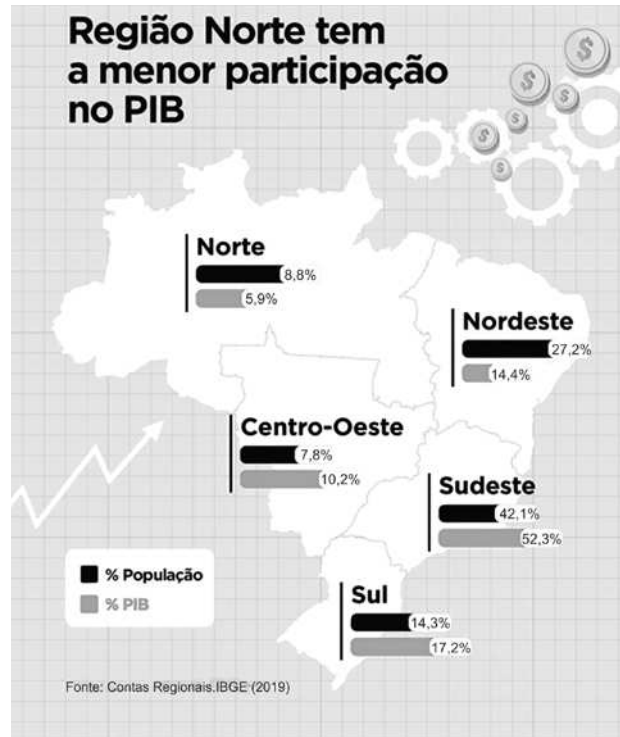 Região Norte tem
a menor participação
no PIB
$
$
$
$
$
$
Norte
8,8%
5,9%
Nordeste
27,2%
14,4%
Centro-Oeste
7,8%
10,2%
Sudeste
42,1%
52,3%
% População
% PIB
Sul
14,3%
17,2%
Fonte: Contas Regionais.IBGE (2019)